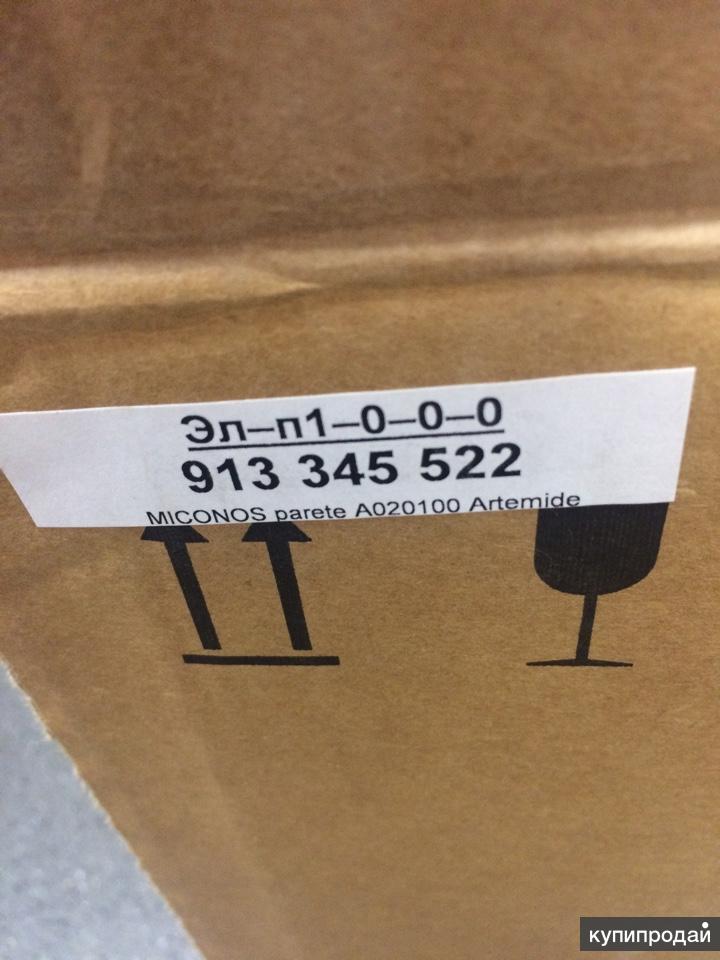 Эл–п1–0–0–0
913 345 522
MICONOS parete A020100 Artemide
купипродай